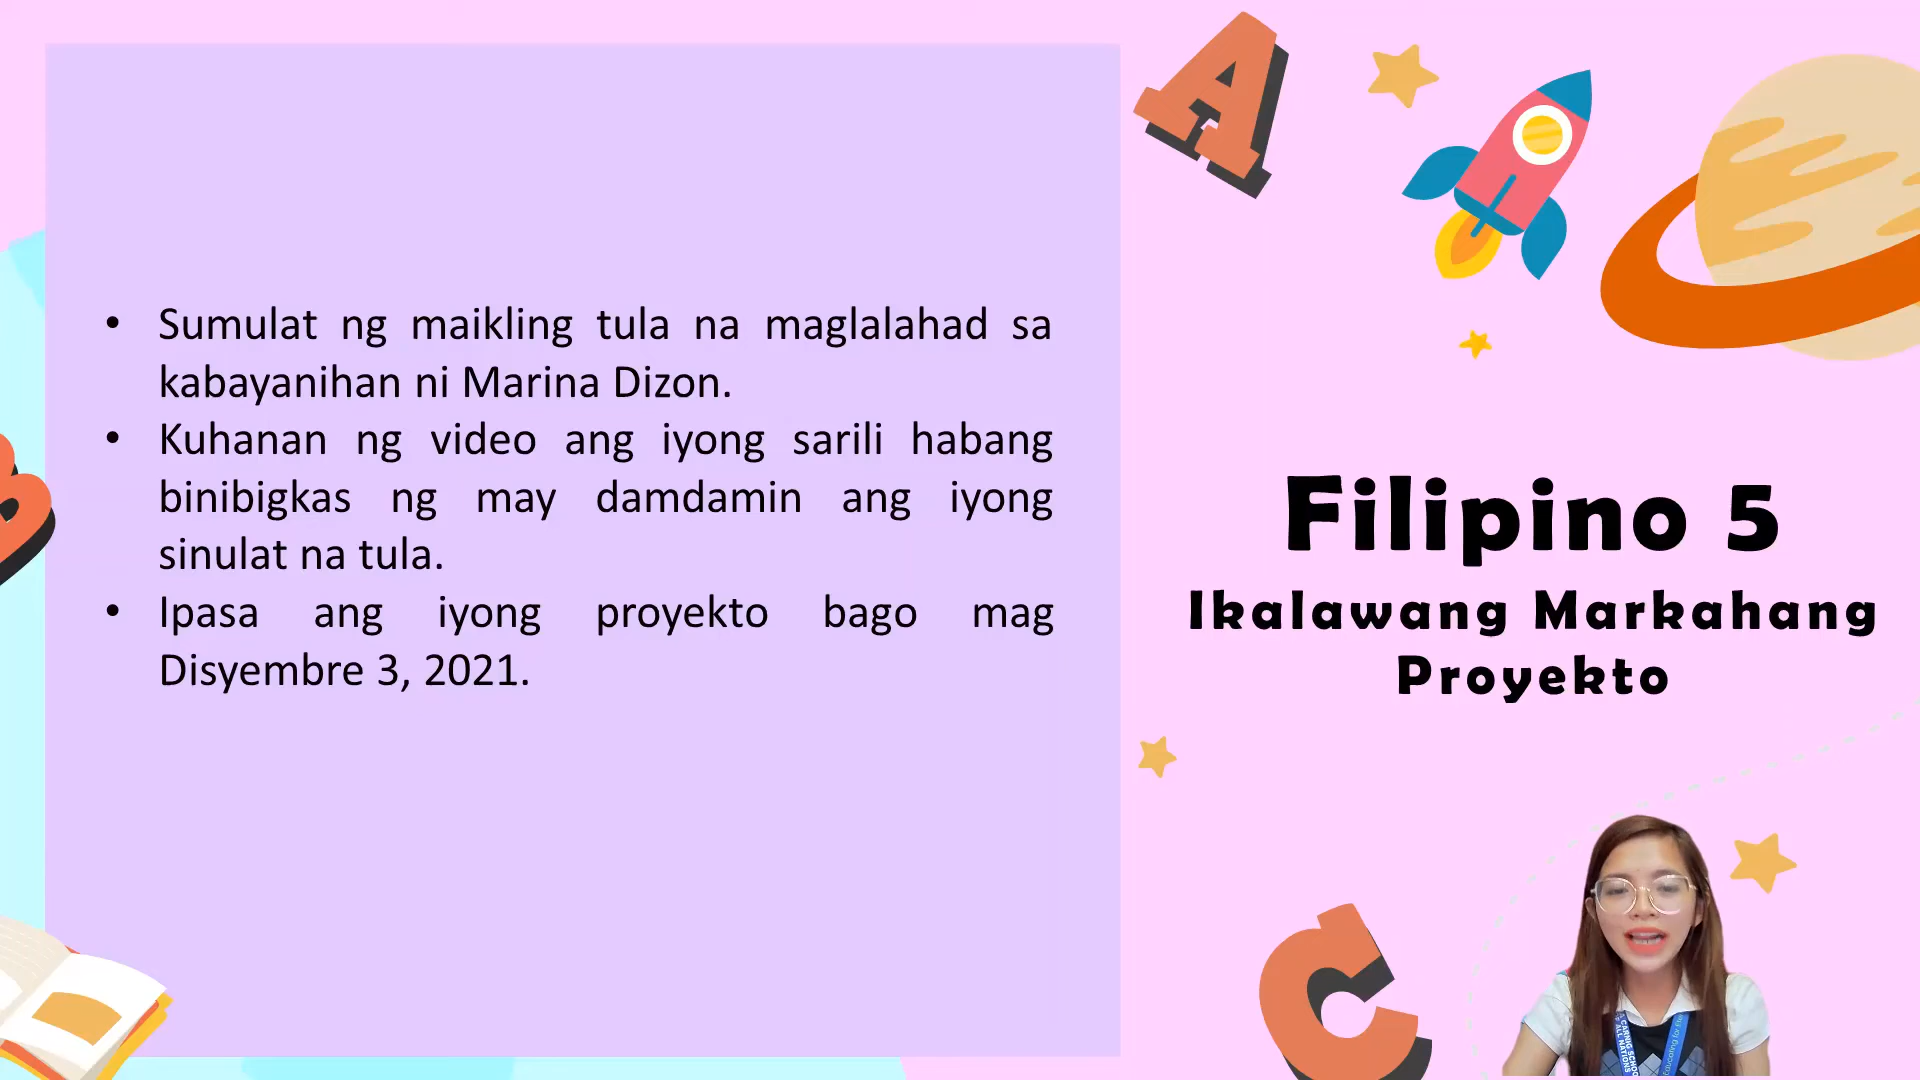 Sumulat ng maikling tula na maglalahad sa
kabayanihan ni Marina Dizon.
Kuhanan ng video ang iyong sarili habang
binibigkas ng may damdamin ang iyong
sinulat na tula.
Ipasa ang iyong proyekto bago mag
Disyembre 3, 2021.
A
B
C
Filipino 5
Ikalawang Markahang
Proyekto